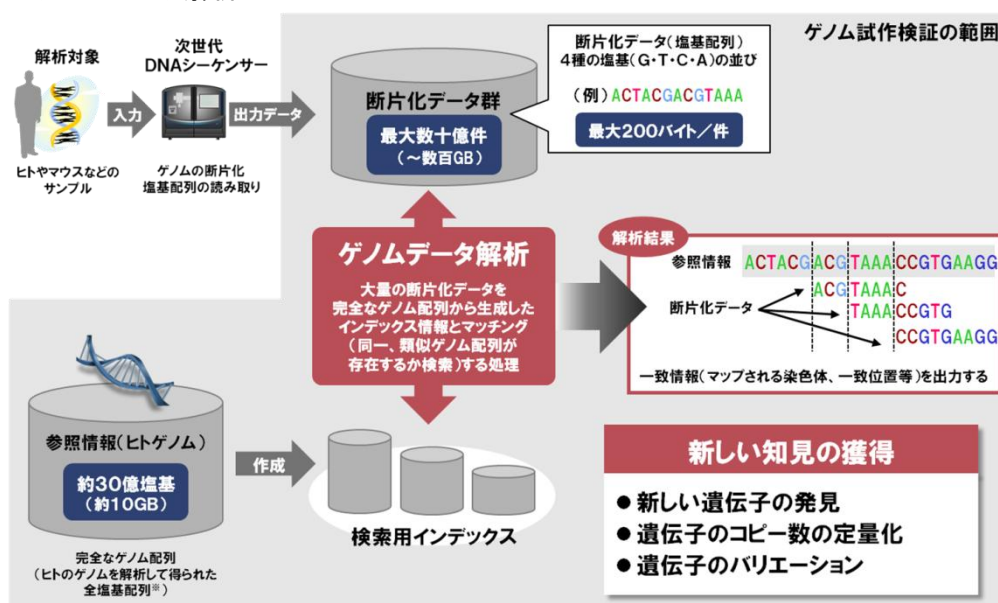 ゲノム試作検証の範囲
解析対象
次世代
DNAシーケンサー
入力
出力データ
ヒトやマウスなどの
サンプル
ゲノムの断片化
塩基配列の読み取り
断片化データ群
最大数十億件
(～数百GB)
断片化データ(塩基配列)
4種の塩基(G・T・C・A)の並び
(例)ACTACGACGTAAA
最大200バイト/件
ゲノムデータ解析
大量の断片化データを
完全なゲノム配列から生成した
インデックス情報とマッチング
(同一、類似ゲノム配列が
存在するか検索)する処理
解析結果
参照情報 ACTACGACGTAAACCGTGAAGG
ACGTAAAC
断片化データ
TAAACCGTG
CCGTGAAGG
一致情報(マップされる染色体、一致位置等)を出力する
参照情報(ヒトゲノム)
約30億塩基
(約10GB)
完全なゲノム配列
(ヒトのゲノムを解析して得られた
全塩基配列※)
作成
検索用インデックス
新しい知見の獲得
● 新しい遺伝子の発見
● 遺伝子のコピー数の定量化
● 遺伝子のバリエーション